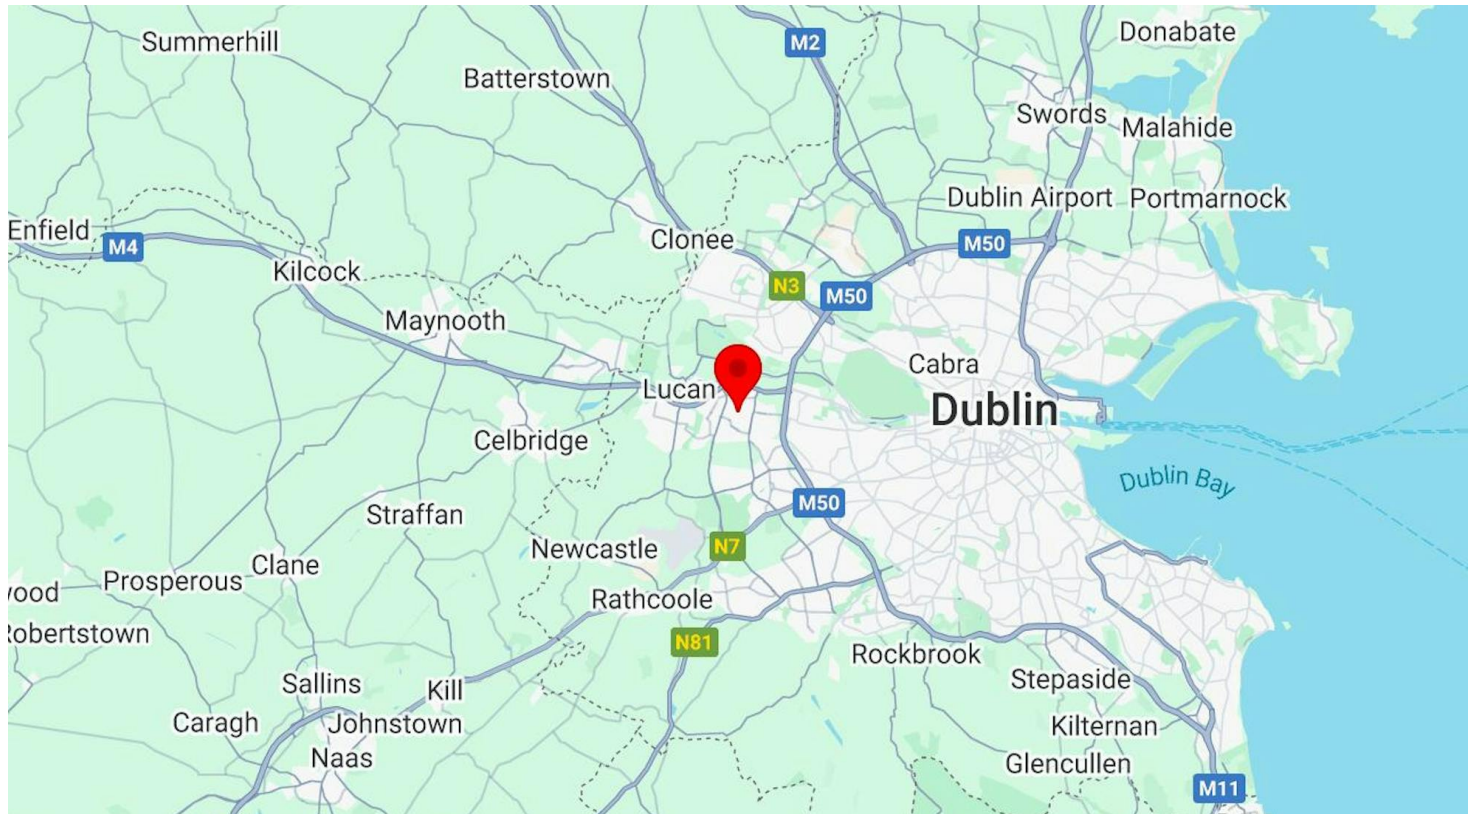 Donabate
Summerhill
M2
Batterstown
Swords
Malahide
Dublin Airport
Portmarnock
Enfield
M4
Clonee
M50
Kilcock
N3
M50
Maynooth
Cabra
Lucan
Dublin
Celbridge
Dublin Bay
M50
Straffan
Newcastle
N7
Clane
Prosperous
wood
Rathcoole
Robertstown
N81
Rockbrook
Stepaside
Sallins
Kill
Caragh
Johnstown
Kilternan
Naas
Glencullen
M11